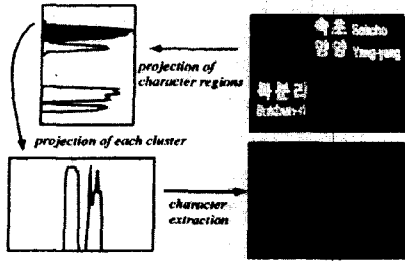 속초 Sokcho
양양 Yang-yang
projection of
character regions
projection of each cluster
character
extraction